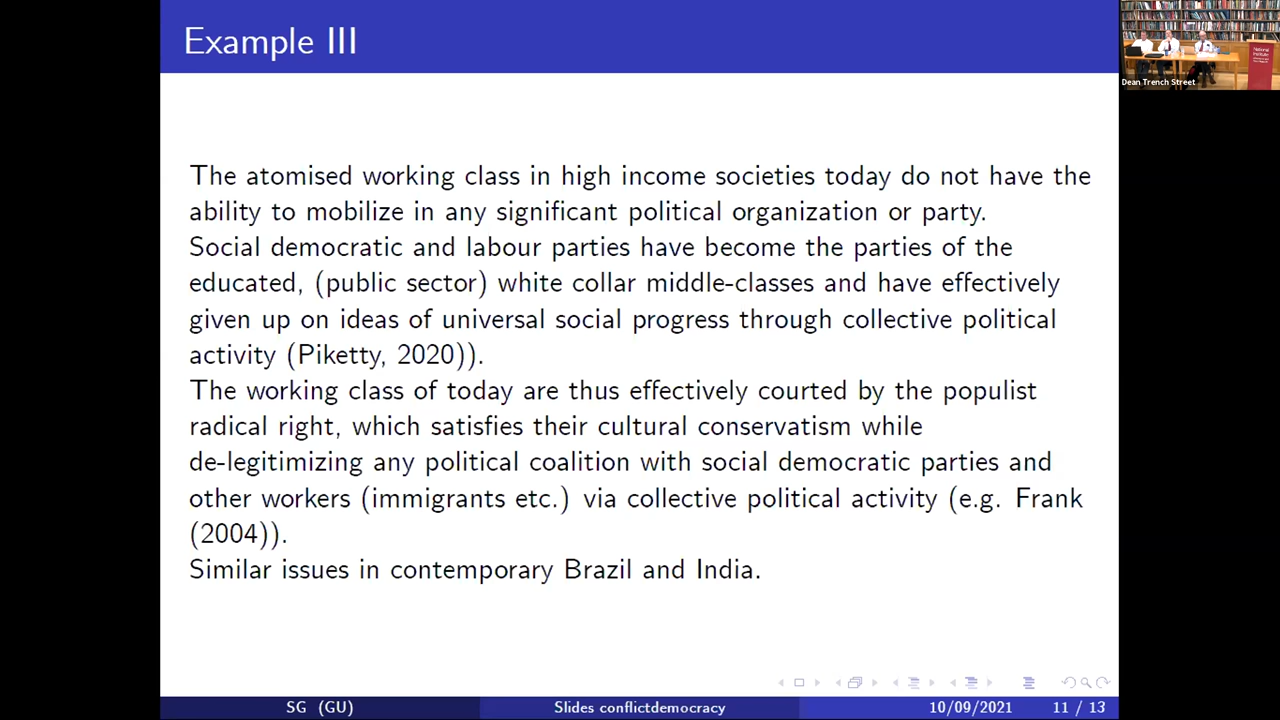 Example III
Dean Trench Street
National
Institute
The atomised working class in high income societies today do not have the
ability to mobilize in any significant political organization or party.
Social democratic and labour parties have become the parties of the
educated, (public sector) white collar middle-classes and have effectively
given up on ideas of universal social progress through collective political
activity (Piketty, 2020)).
The working class of today are thus effectively courted by the populist
radical right, which satisfies their cultural conservatism while
de-legitimizing any political coalition with social democratic parties and
other workers (immigrants etc.) via collective political activity (e.g. Frank
(2004)).
Similar issues in contemporary Brazil and India.
SG (GU)
Slides conflictdemocracy
10/09/2021
11 / 13